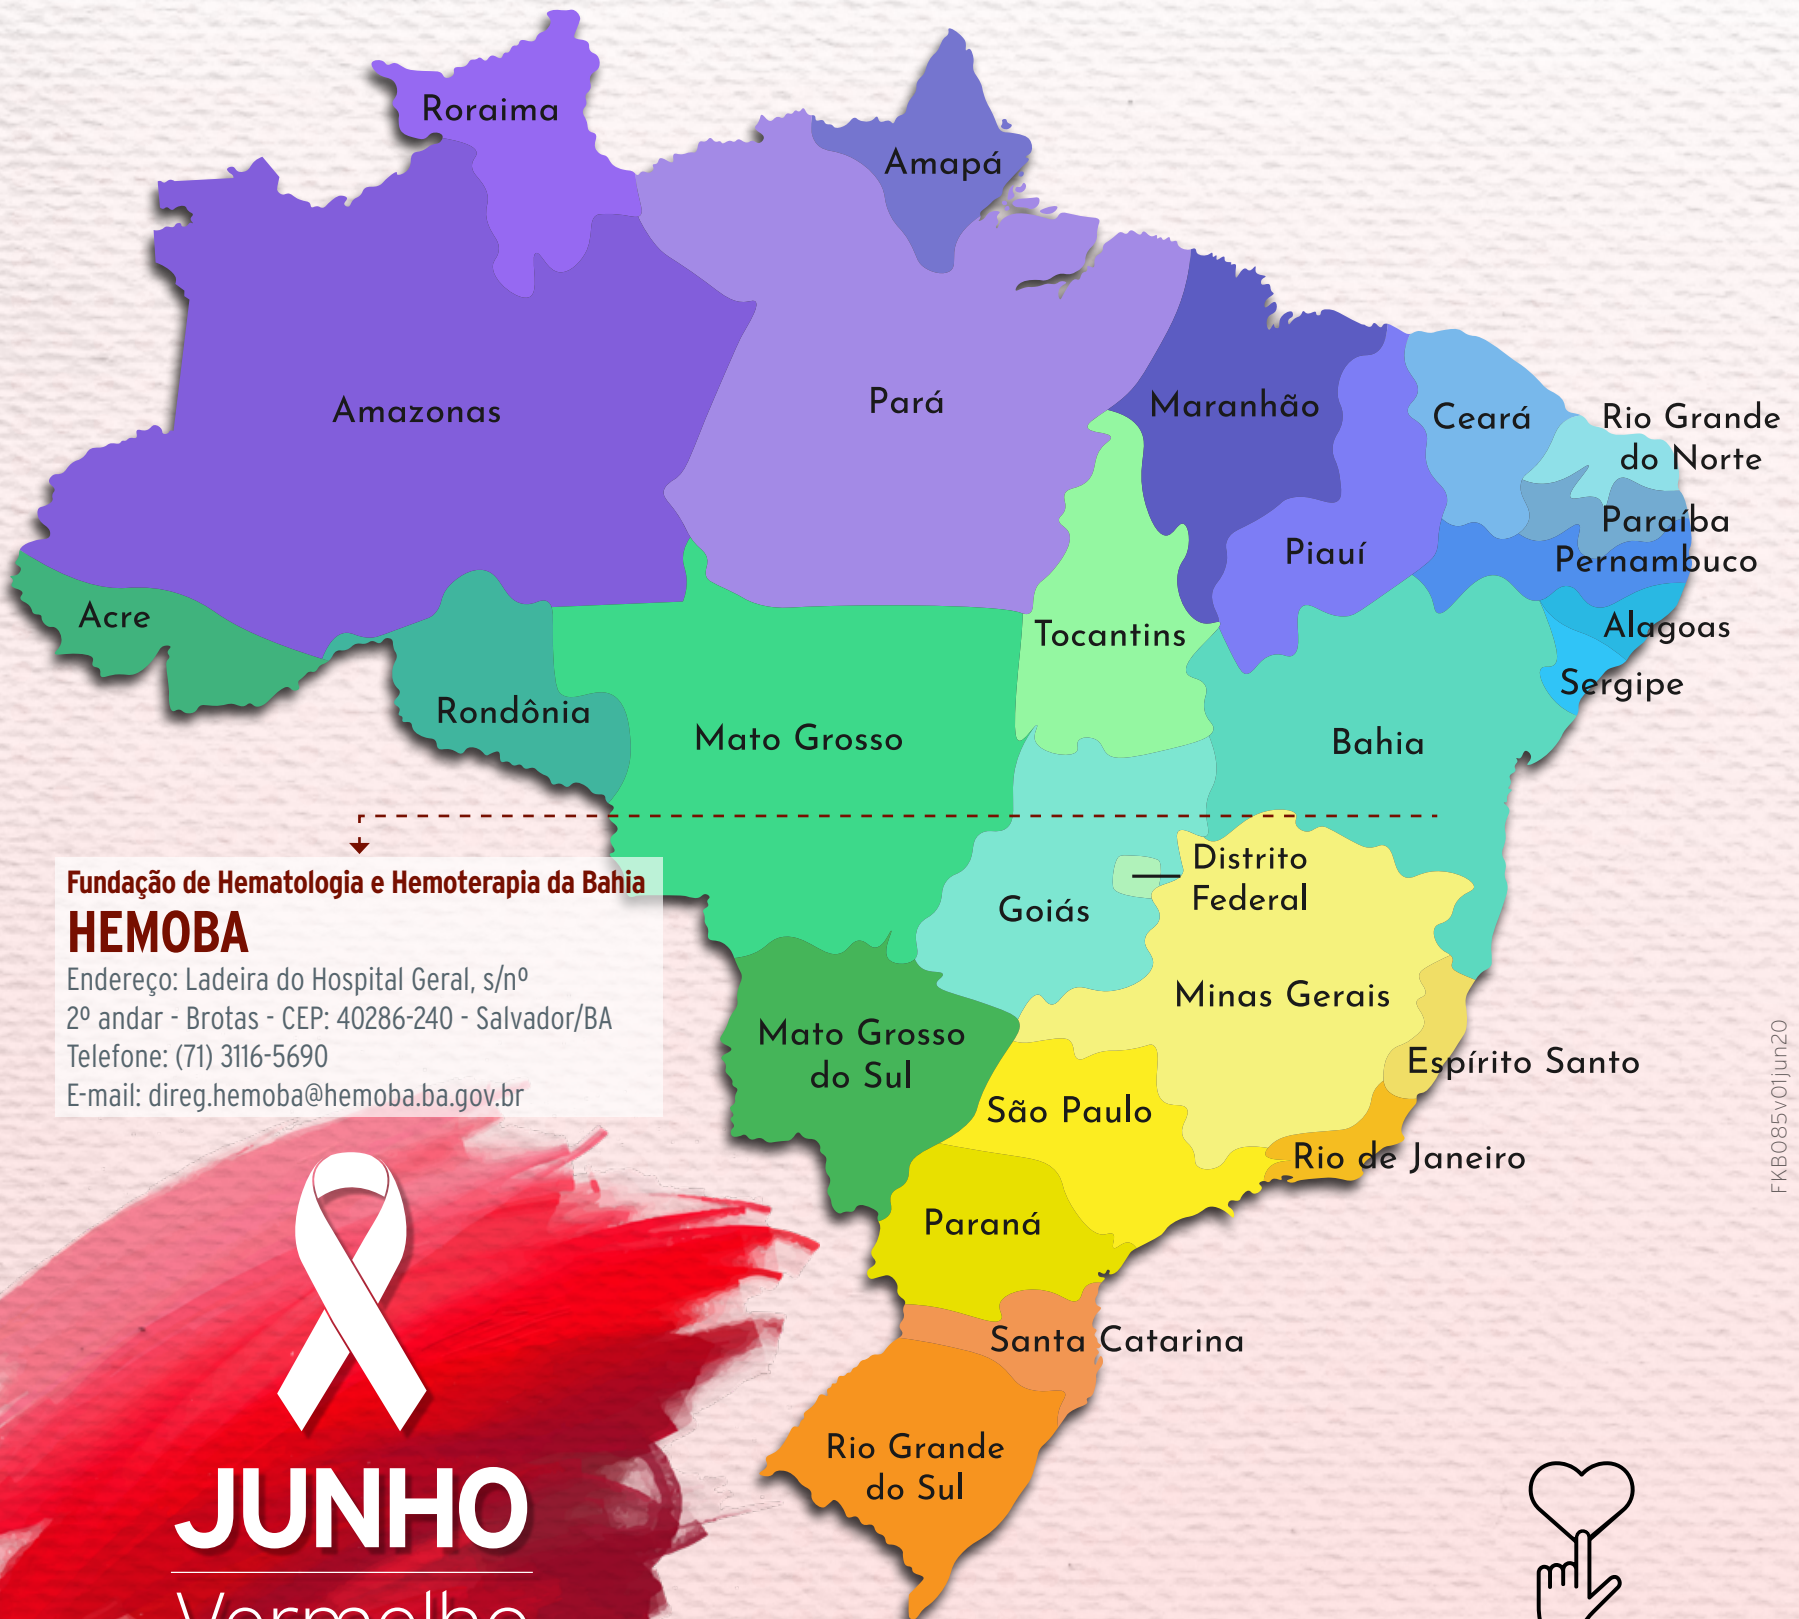 Roraima
Amapá
Amazonas
Pará
Maranhão
Ceará
Rio Grande
do Norte
Paraíba
Piauí
Pernambuco
Acre
Tocantins
Alagoas
Sergipe
Rondônia
Mato Grosso
Bahia
Distrito
Federal
Goiás
Fundação de Hematologia e Hemoterapia da Bahia
HEMOBA
Endereço: Ladeira do Hospital Geral, s/nº
2º andar - Brotas - CEP: 40286-240 - Salvador/BA
Telefone: (71) 3116-5690
E-mail: direg.hemoba@hemoba.ba.gov.br
Minas Gerais
Mato Grosso
do Sul
Espírito Santo
São Paulo
Rio de Janeiro
Paraná
Santa Catarina
Rio Grande
do Sul
FKB085v01jun20
JUNHO
Vermelho